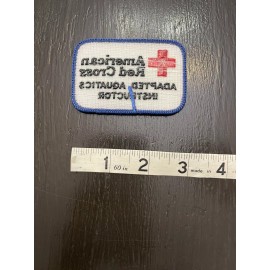 American
Red Cross
ADAPTED AQUATICS
INSTRUCTOR
1 2 3 4